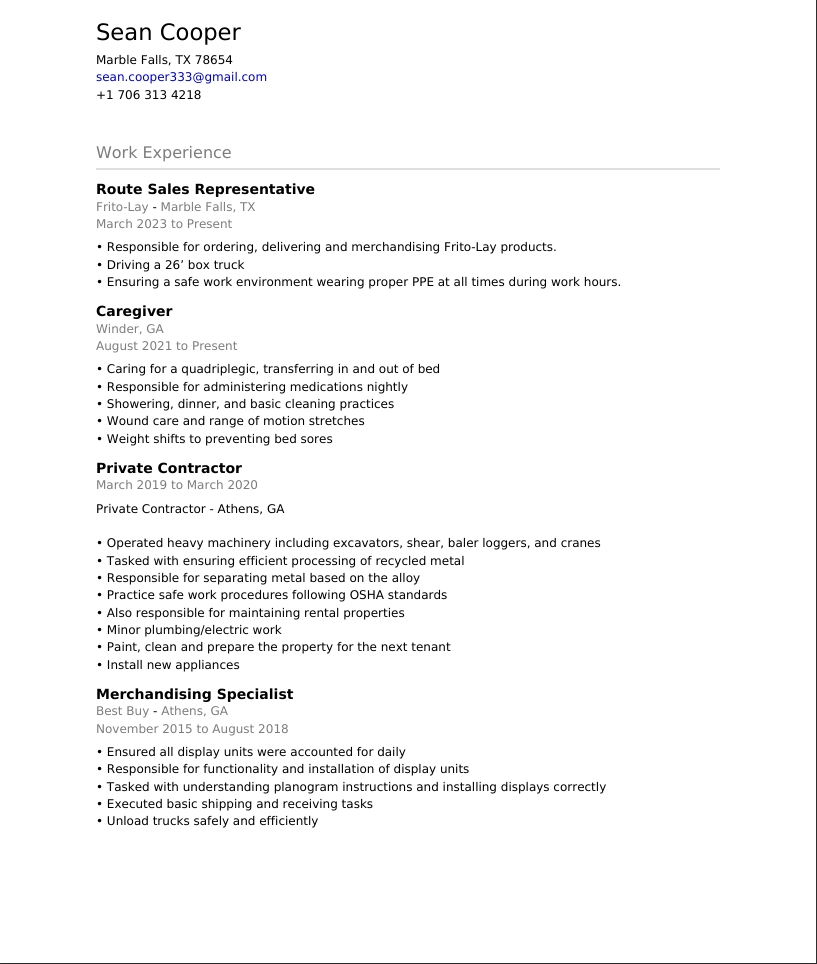 Sean Cooper
Marble Falls, TX 78654
sean.cooper333@gmail.com
+1 706 313 4218
Work Experience
Route Sales Representative
Frito-Lay - Marble Falls, TX
March 2023 to Present
• Responsible for ordering, delivering and merchandising Frito-Lay products.
• Driving a 26’ box truck
• Ensuring a safe work environment wearing proper PPE at all times during work hours.
Caregiver
Winder, GA
August 2021 to Present
• Caring for a quadriplegic, transferring in and out of bed
• Responsible for administering medications nightly
• Showering, dinner, and basic cleaning practices
• Wound care and range of motion stretches
• Weight shifts to preventing bed sores
Private Contractor
March 2019 to March 2020
Private Contractor - Athens, GA
• Operated heavy machinery including excavators, shear, baler loggers, and cranes
• Tasked with ensuring efficient processing of recycled metal
• Responsible for separating metal based on the alloy
• Practice safe work procedures following OSHA standards
• Also responsible for maintaining rental properties
• Minor plumbing/electric work
• Paint, clean and prepare the property for the next tenant
• Install new appliances
Merchandising Specialist
Best Buy - Athens, GA
November 2015 to August 2018
• Ensured all display units were accounted for daily
• Responsible for functionality and installation of display units
• Tasked with understanding planogram instructions and installing displays correctly
• Executed basic shipping and receiving tasks
• Unload trucks safely and efficiently